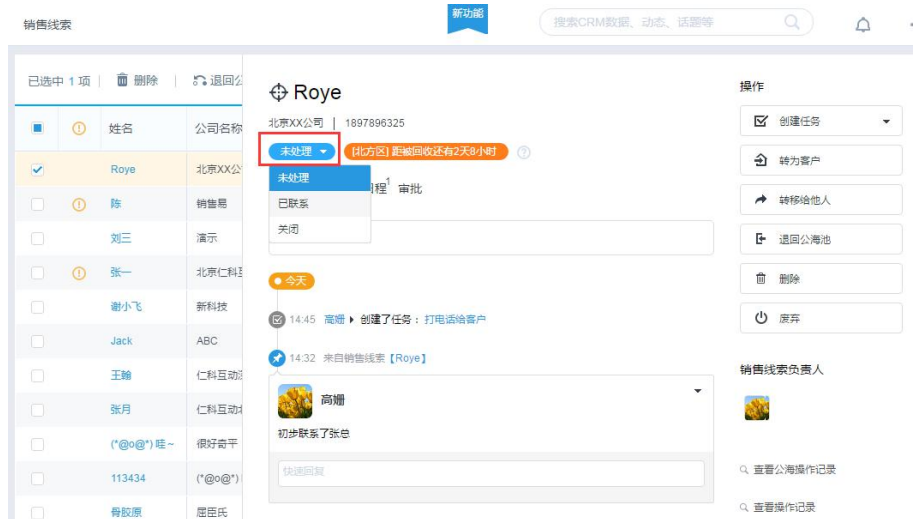 销售线索
新功能
搜索CRM数据、动态、话题等
已选中 1 项 | 删除 | 退回公
姓名 公司名称
Roye 北京XX公
陈 销售易
刘三 演示
张一 北京仁科互
谢小飞 新科技
Jack ABC
王翰 仁科互动
张月 仁科互动
(*@o@*)哇~ 很好奇平
113434 (*@o@*)
骨胶原 屈臣氏
Roye
北京XX公司 | 1897896325
未处理 [北方区] 距被回收还有2天8小时
未处理
已联系
关闭
程1 审批
今天
14:45 高姗 创建了任务：打电话给客户
14:32 来自销售线索【Roye】
高姗
初步联系了张总
快速回复
操作
创建任务
转为客户
转移给他人
退回公海池
删除
废弃
销售线索负责人
查看公海操作记录
查看操作记录